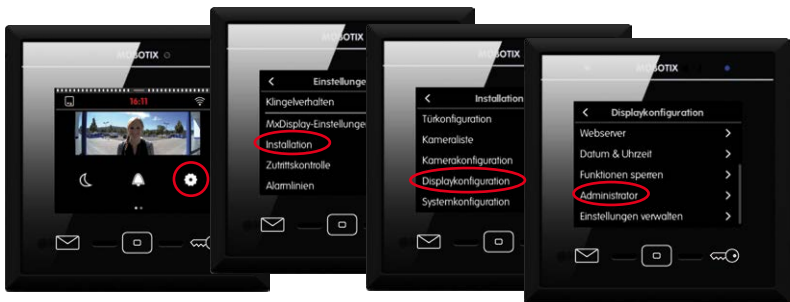 MOBOTIX
16:11
MOBOTIX
Einstellunge
Klingelverhalten
MxDisplay-Einstellunge
Installation
Zutrittskontrolle
Alarmlinien
MOBOTIX
Installation
Türkonfiguration
Kameraliste
Kamerakonfiguration
Displaykonfiguration
Systemkonfiguration
MOBOTIX
Displaykonfiguration
Webserver
Datum & Uhrzeit
Funktionen sperren
Administrator
Einstellungen verwalten